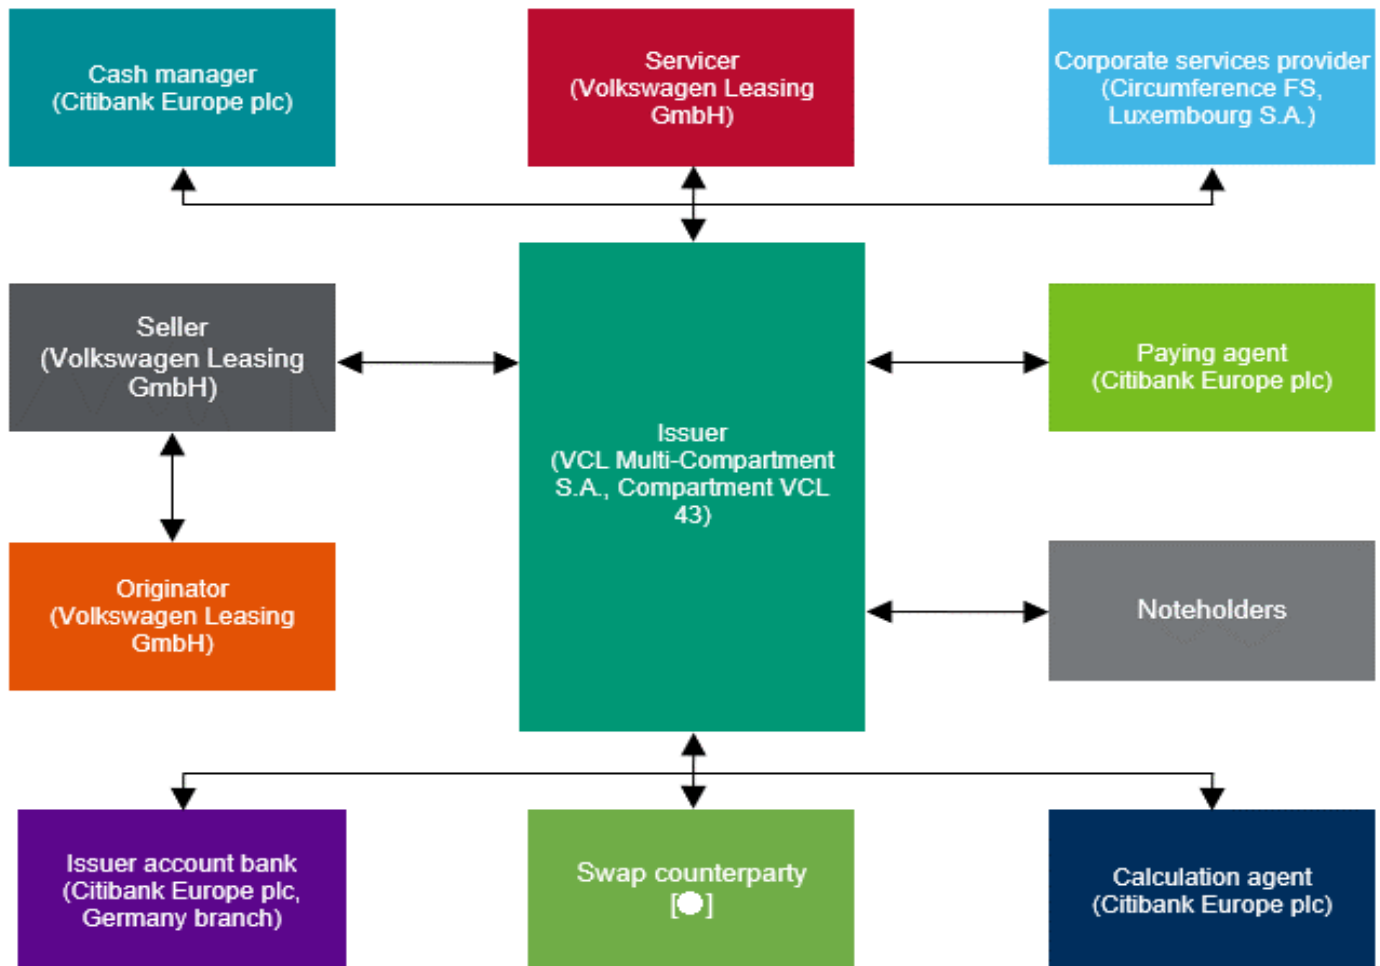 Cash manager
(Citibank Europe plc)
Servicer
(Volkswagen Leasing
GmbH)
Corporate services provider
(Circumference FS,
Luxembourg S.A.)
Seller
(Volkswagen Leasing
GmbH)
Issuer
(VCL Multi-Compartment
S.A., Compartment VCL
43)
Paying agent
(Citibank Europe plc)
Originator
(Volkswagen Leasing
GmbH)
Noteholders
Issuer account bank
(Citibank Europe plc,
Germany branch)
Swap counterparty
[●]
Calculation agent
(Citibank Europe plc)